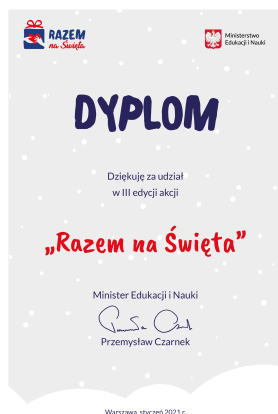 RAZEM
na Święta
Ministerstwo
Edukacji i Nauki
DYPLOM
Dziękuję za udział
w III edycji akcji
„Razem na Święta”
Minister Edukacji i Nauki
Przemysław Czarnek
Warszawa, styczeń 2021 r.